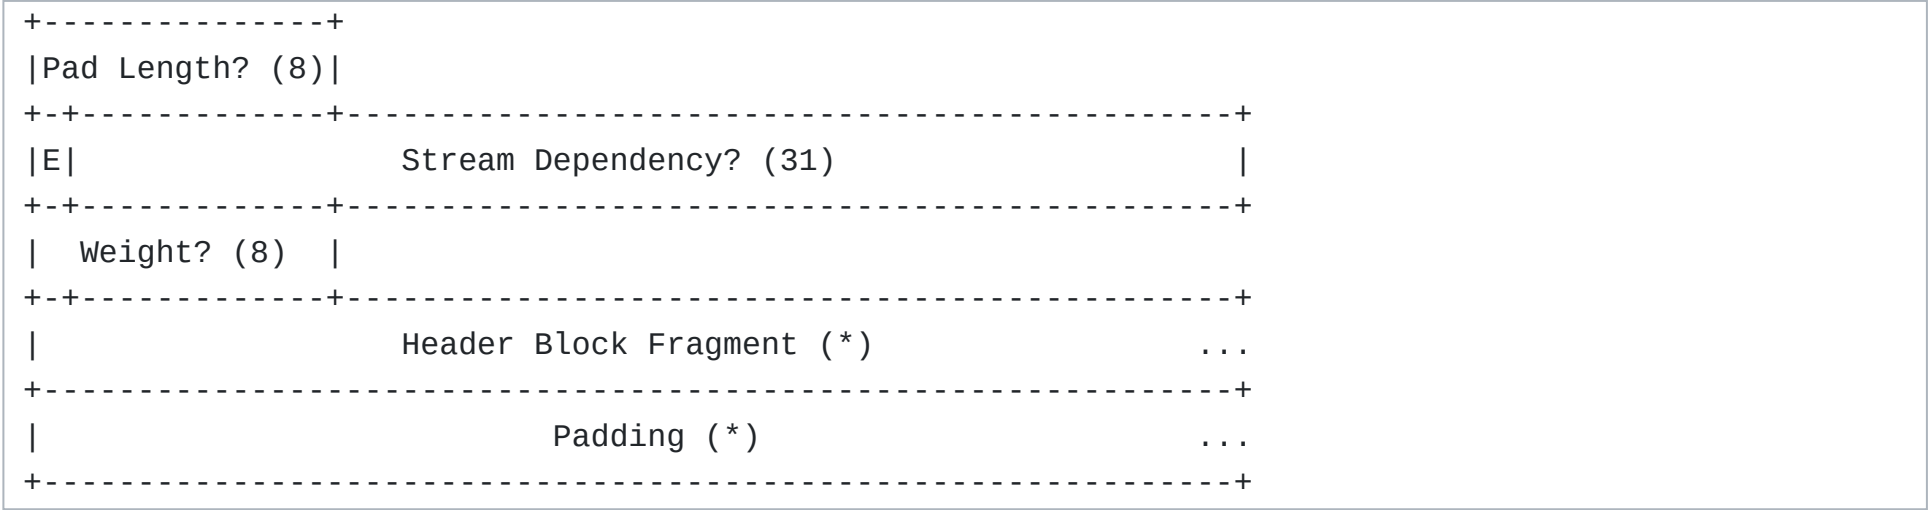 +---------------+
|Pad Length? (8)|
+-+-------------+-----------------------------------------------+
|E|                 Stream Dependency? (31)                     |
+-+-------------+-----------------------------------------------+
|  Weight? (8)  |
+-+-------------+-----------------------------------------------+
|                   Header Block Fragment (*)                 ...
+---------------------------------------------------------------+
|                           Padding (*)                       ...
+---------------------------------------------------------------+